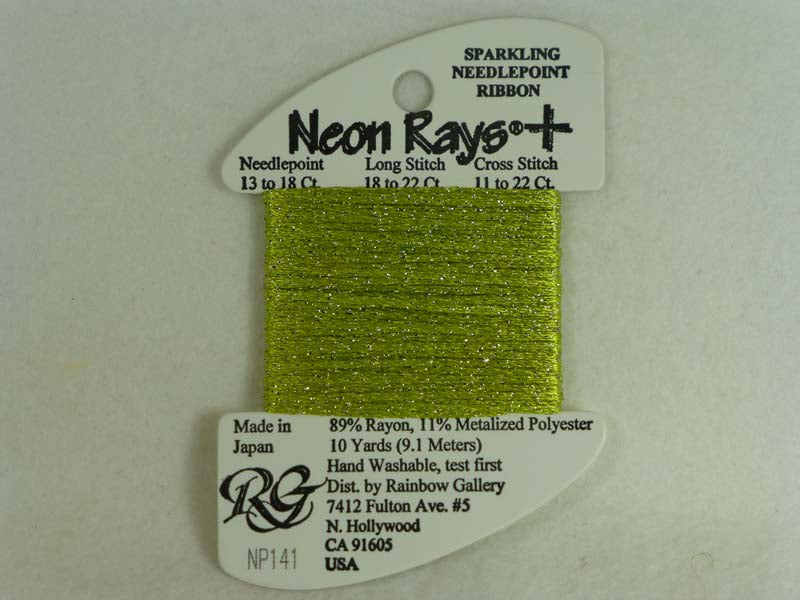 SPARKLING
NEEDLEPOINT
RIBBON
Neon Rays®+
Needlepoint Long Stitch Cross Stitch
13 to 18 Ct. 18 to 22 Ct. 11 to 22 Ct.
Made in
Japan
89% Rayon, 11% Metalized Polyester
10 Yards (9.1 Meters)
Hand Washable, test first
Dist. by Rainbow Gallery
7412 Fulton Ave. #5
N. Hollywood
CA 91605
USA
RG
NP141